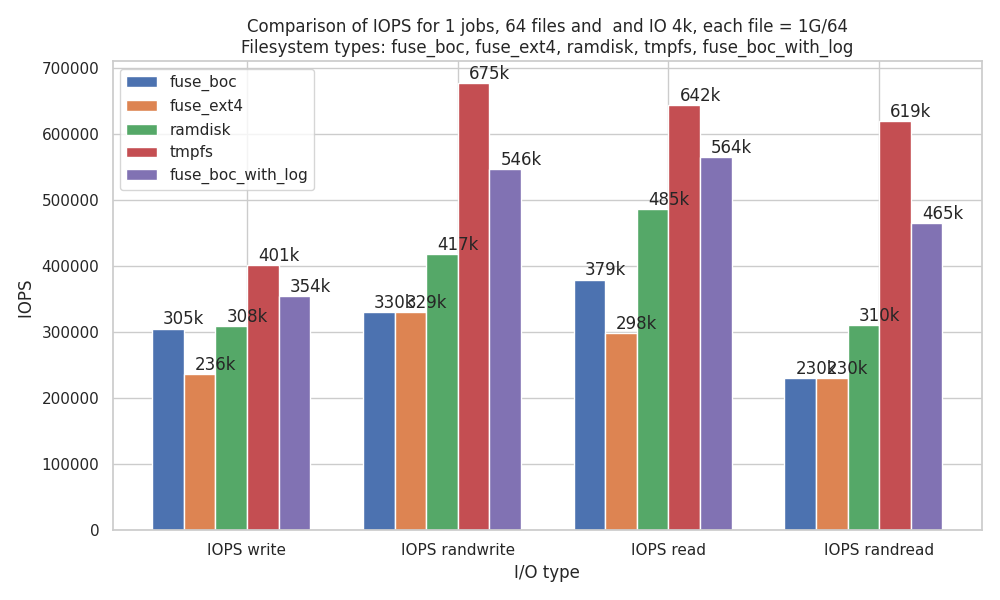 Comparison of IOPS for 1 jobs, 64 files and  and IO 4k, each file = 1G/64
Filesystem types: fuse_boc, fuse_ext4, ramdisk, tmpfs, fuse_boc_with_log
700000
600000
500000
400000
300000
200000
100000
0
IOPS
fuse_boc
fuse_ext4
ramdisk
tmpfs
fuse_boc_with_log
305k
236k
308k
401k
354k
330k
329k
417k
675k
546k
379k
298k
485k
642k
564k
230k
230k
310k
619k
465k
IOPS write
IOPS randwrite
IOPS read
IOPS randread
I/O type